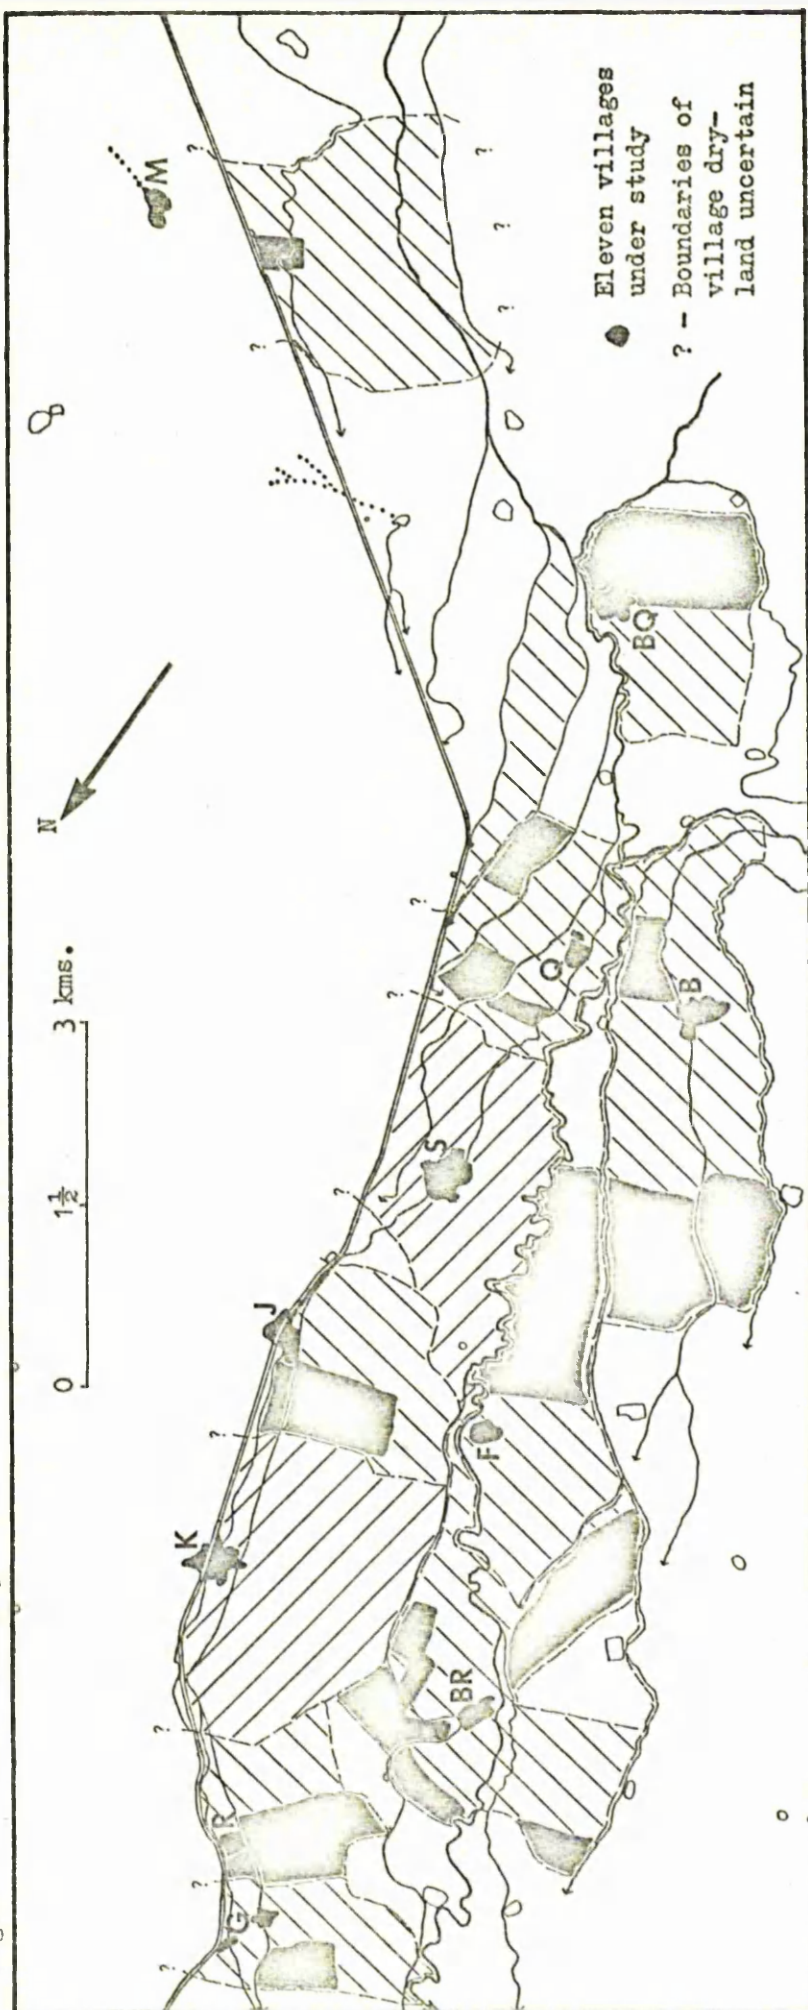 M
Eleven villages
under study
? - Boundaries of
village dry-
land uncertain
?
?
?
?
?
BQ
N
3 kms.
1½
0
?
?
Q
B
S
?
J
?
F
K
BR
?
R
?
G
?